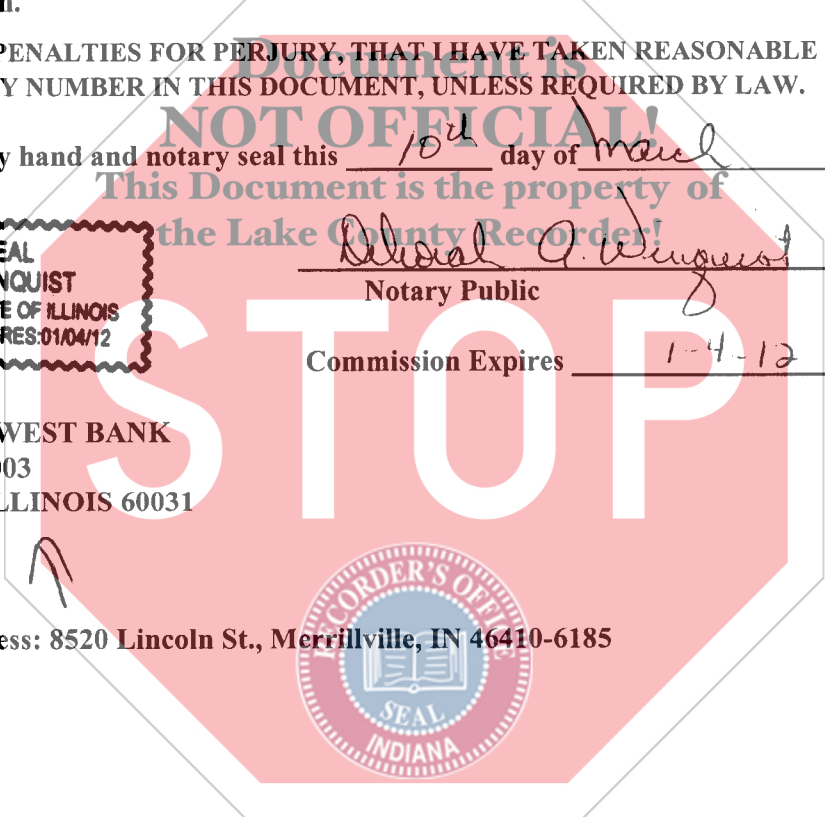 n.
PENALTIES FOR PERJURY, THAT I HAVE TAKEN REASONABLE
Y NUMBER IN THIS DOCUMENT, UNLESS REQUIRED BY LAW.
Document is
NOT OFFICIAL!
This Document is the property of
the Lake County Recorder!
y hand and notary seal this 10th day of March
EAL
NQUIST
E OF ILLINOIS
RES:01/04/12
Deborah A. Winquist
Notary Public
Commission Expires 1-4-12
STOP
WEST BANK
003
LLINOIS 60031
ess: 8520 Lincoln St., Merrillville, IN 46410-6185
RECORDER'S OFFICE
SEAL
INDIANA